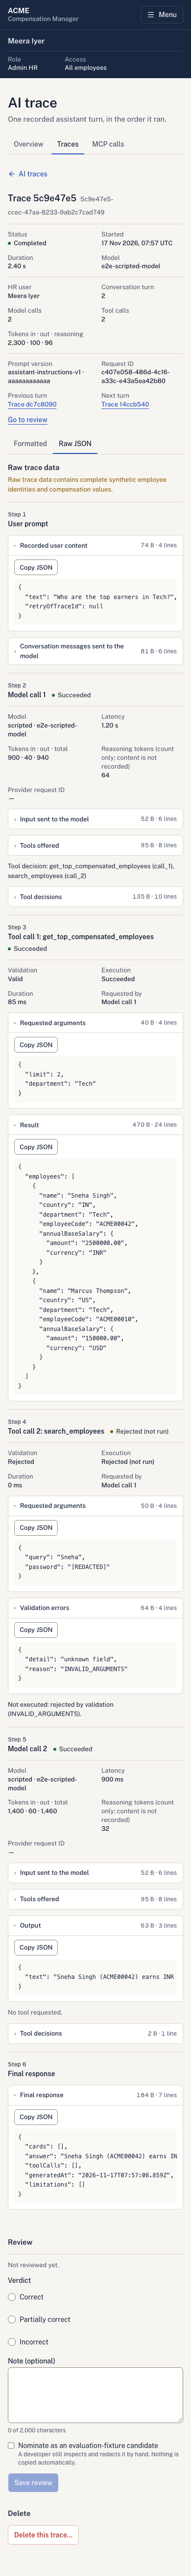 ACME
Compensation Manager
Menu
Meera Iyer
Role
Admin HR
Access
All employees
AI trace
One recorded assistant turn, in the order it ran.
Overview
Traces
MCP calls
← AI traces
Trace 5c9e47e5 5c9e47e5-
ccec-47aa-8233-9ab2c7cad749
Status
Completed
Started
17 Nov 2026, 07:57 UTC
Duration
2.40 s
Model
e2e-scripted-model
HR user
Meera Iyer
Conversation turn
2
Model calls
2
Tool calls
2
Tokens in · out · reasoning
2,300 · 100 · 96
Prompt version
assistant-instructions-v1 ·
aaaaaaaaaaaa
Request ID
c407e058-486d-4c16-
a33c-e43a5ea42b80
Previous turn
Trace dc7c8090
Next turn
Trace 14ccb540
Go to review
Formatted
Raw JSON
Raw trace data
Raw trace data contains complete synthetic employee
identities and compensation values.
Step 1
User prompt
Recorded user content
74 B · 4 lines
Copy JSON
{
"text": "Who are the top earners in Tech?",
"retryOfTraceId": null
}
Conversation messages sent to the
model
81 B · 6 lines
Step 2
Model call 1 Succeeded
Model
scripted · e2e-scripted-
model
Latency
1.20 s
Tokens in · out · total
900 · 40 · 940
Reasoning tokens (count
only; content is not
recorded)
64
Provider request ID
—
Input sent to the model
52 B · 6 lines
Tools offered
95 B · 8 lines
Tool decision: get_top_compensated_employees (call_1),
search_employees (call_2)
Tool decisions
135 B · 10 lines
Step 3
Tool call 1: get_top_compensated_employees
Succeeded
Validation
Valid
Execution
Succeeded
Duration
85 ms
Requested by
Model call 1
Requested arguments
40 B · 4 lines
Copy JSON
{
"limit": 2,
"department": "Tech"
}
Result
470 B · 24 lines
Copy JSON
{
"employees": [
{
"name": "Sneha Singh",
"country": "IN",
"department": "Tech",
"employeeCode": "ACME00042",
"annualBaseSalary": {
"amount": "2500000.00",
"currency": "INR"
}
},
{
"name": "Marcus Thompson",
"country": "US",
"department": "Tech",
"employeeCode": "ACME00010",
"annualBaseSalary": {
"amount": "150000.00",
"currency": "USD"
}
}
]
}
Step 4
Tool call 2: search_employees Rejected (not run)
Validation
Rejected
Execution
Rejected (not run)
Duration
0 ms
Requested by
Model call 1
Requested arguments
50 B · 4 lines
Copy JSON
{
"query": "Sneha",
"password": "[REDACTED]"
}
Validation errors
64 B · 4 lines
Copy JSON
{
"detail": "unknown field",
"reason": "INVALID_ARGUMENTS"
}
Not executed: rejected by validation
(INVALID_ARGUMENTS).
Step 5
Model call 2 Succeeded
Model
scripted · e2e-scripted-
model
Latency
900 ms
Tokens in · out · total
1,400 · 60 · 1,460
Reasoning tokens (count
only; content is not
recorded)
32
Provider request ID
—
Input sent to the model
52 B · 6 lines
Tools offered
95 B · 8 lines
Output
63 B · 3 lines
Copy JSON
{
"text": "Sneha Singh (ACME00042) earns INR
}
No tool requested.
Tool decisions
2 B · 1 line
Step 6
Final response
Final response
184 B · 7 lines
Copy JSON
{
"cards": [],
"answer": "Sneha Singh (ACME00042) earns IN
"toolCalls": [],
"generatedAt": "2026-11-17T07:57:08.859Z",
"limitations": []
}
Review
Not reviewed yet.
Verdict
Correct
Partially correct
Incorrect
Note (optional)
0 of 2,000 characters
Nominate as an evaluation-fixture candidate
A developer still inspects and redacts it by hand. Nothing is
copied automatically.
Save review
Delete
Delete this trace...